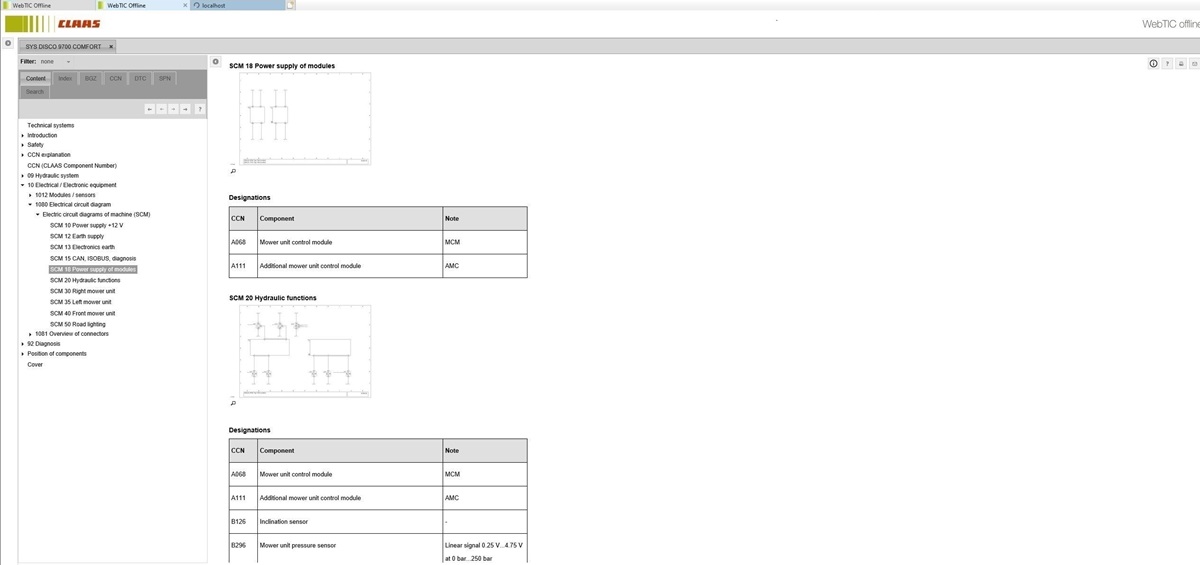 WebTIC Offline
WebTIC Offline
localhost
CLAAS
WebTIC offline
SYS DISCO 9700 COMFORT
Filter: none
Content Index BGZ CCN DTC SPN
Search
Technical systems
Introduction
Safety
CCN explanation
CCN (CLAAS Component Number)
09 Hydraulic system
10 Electrical / Electronic equipment
1012 Modules / sensors
1080 Electrical circuit diagram
Electric circuit diagrams of machine (SCM)
SCM 10 Power supply +12 V
SCM 12 Earth supply
SCM 13 Electronics earth
SCM 15 CAN, ISOBUS, diagnosis
SCM 18 Power supply of modules
SCM 20 Hydraulic functions
SCM 30 Right mower unit
SCM 35 Left mower unit
SCM 40 Front mower unit
SCM 50 Road lighting
1081 Overview of connectors
92 Diagnosis
Position of components
Cover
SCM 18 Power supply of modules
Designations
CCN Component Note
A068 Mower unit control module MCM
A111 Additional mower unit control module AMC
SCM 20 Hydraulic functions
Designations
CCN Component Note
A068 Mower unit control module MCM
A111 Additional mower unit control module AMC
B126 Inclination sensor -
B296 Mower unit pressure sensor Linear signal 0.25 V...4.75 V
at 0 bar...250 bar